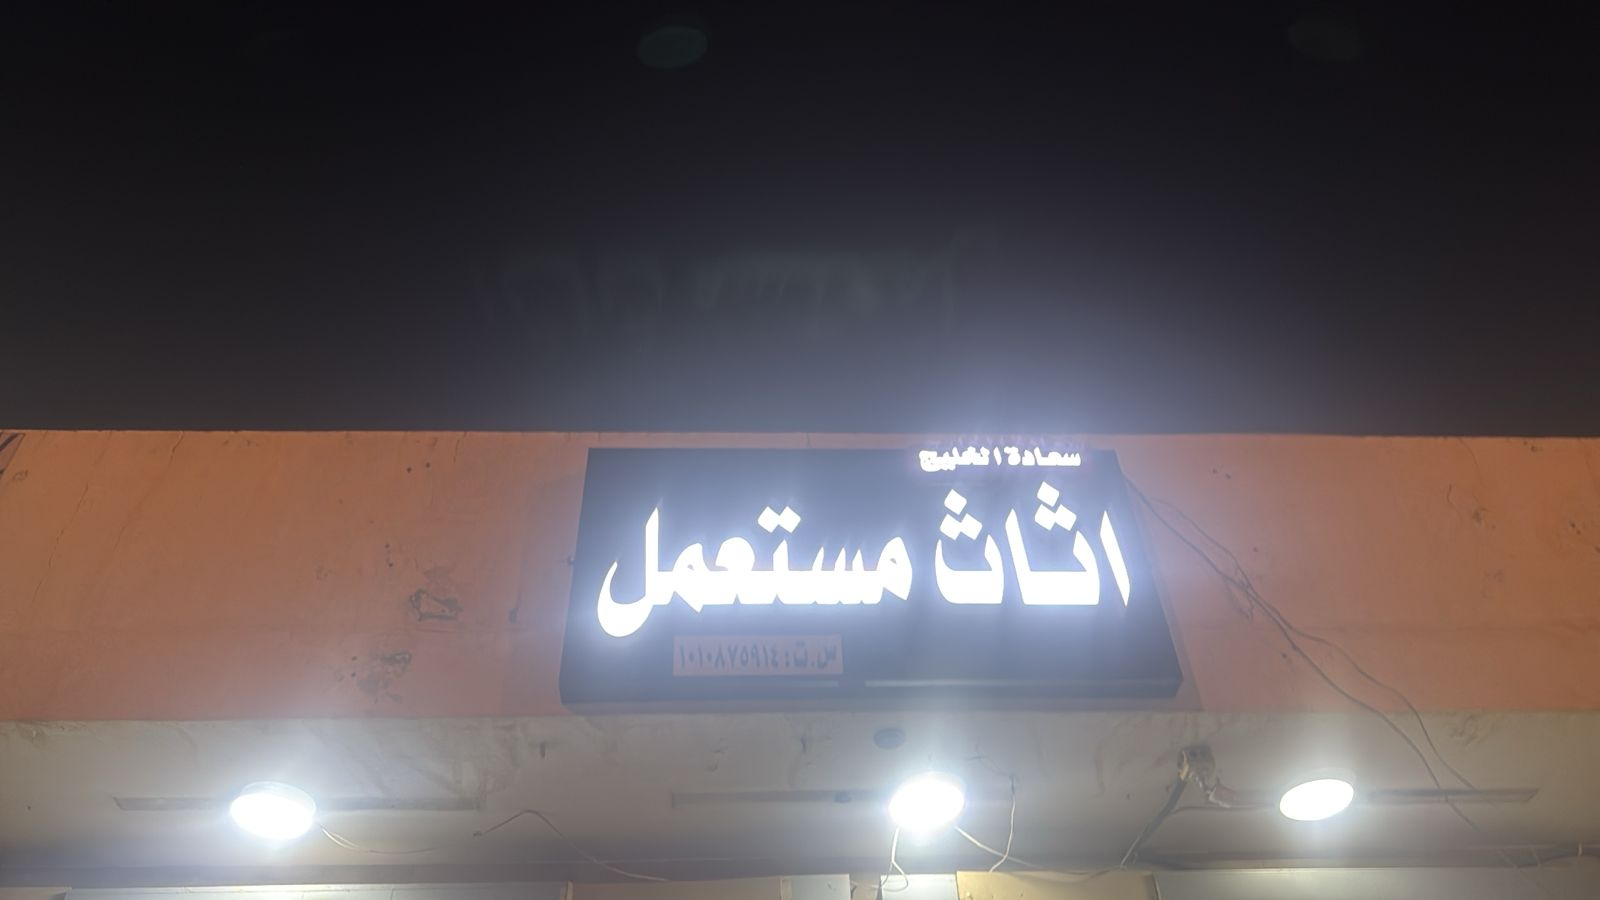 سعادة الخليج
اثاث مستعمل
س.ت: ١٠١٠٨٧٥٩١٤